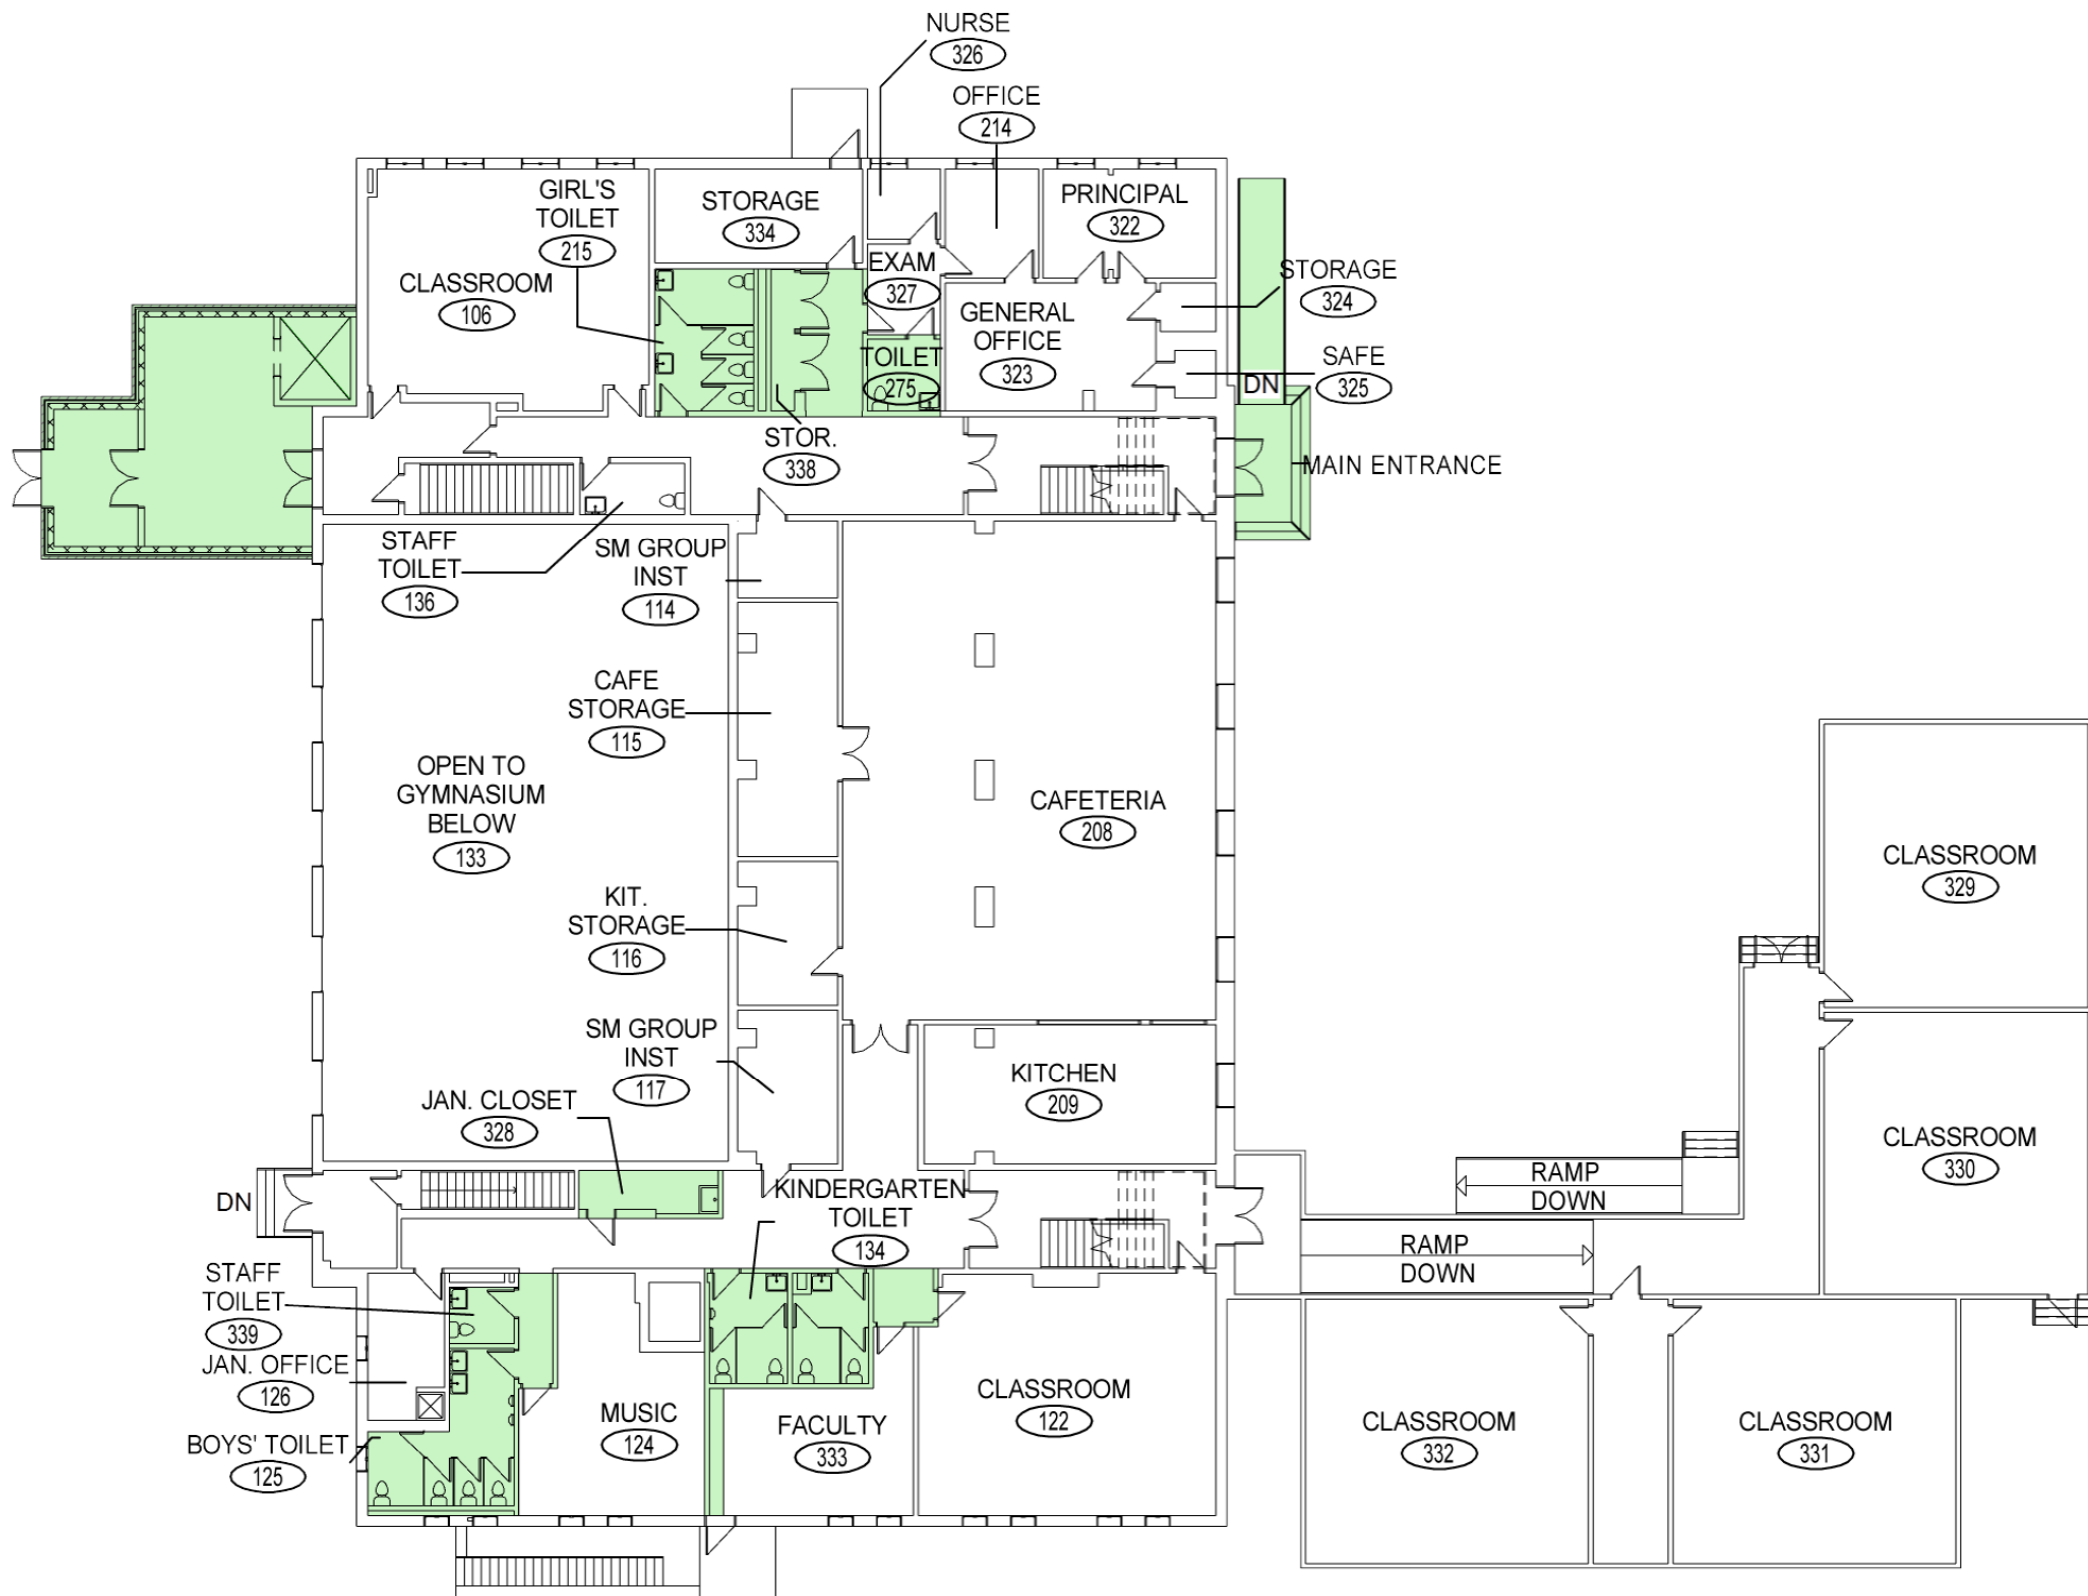 NURSE
326
OFFICE
214
GIRL'S
TOILET
215
STORAGE
334
PRINCIPAL
322
CLASSROOM
106
EXAM
327
STORAGE
324
GENERAL
OFFICE
323
TOILET
275
SAFE
325
DN
STOR.
338
MAIN ENTRANCE
STAFF
TOILET
136
SM GROUP
INST
114
CAFE
STORAGE
115
OPEN TO
GYMNASIUM
BELOW
133
CAFETERIA
208
CLASSROOM
329
KIT.
STORAGE
116
SM GROUP
INST
117
KITCHEN
209
JAN. CLOSET
328
CLASSROOM
330
DN
KINDERGARTEN
TOILET
134
RAMP
DOWN
RAMP
DOWN
STAFF
TOILET
339
JAN. OFFICE
126
BOYS' TOILET
125
MUSIC
124
FACULTY
333
CLASSROOM
122
CLASSROOM
332
CLASSROOM
331